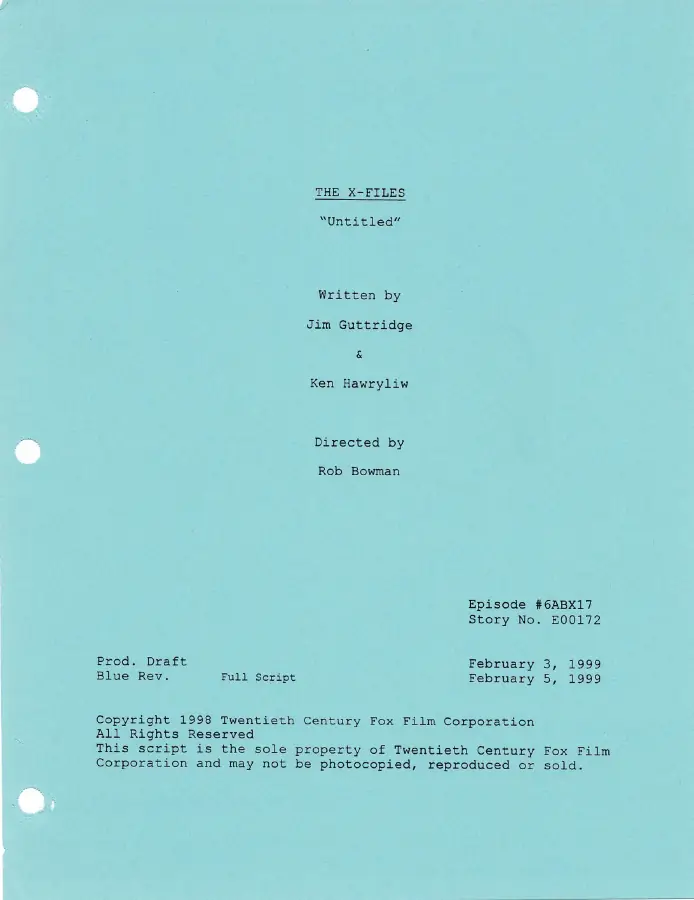 THE X-FILES
"Untitled"
Written by
Jim Guttridge
&
Ken Hawryliw
Directed by
Rob Bowman
Episode #6ABX17
Story No. E00172
Prod. Draft February 3, 1999
Blue Rev. Full Script February 5, 1999
Copyright 1998 Twentieth Century Fox Film Corporation
All Rights Reserved
This script is the sole property of Twentieth Century Fox Film
Corporation and may not be photocopied, reproduced or sold.